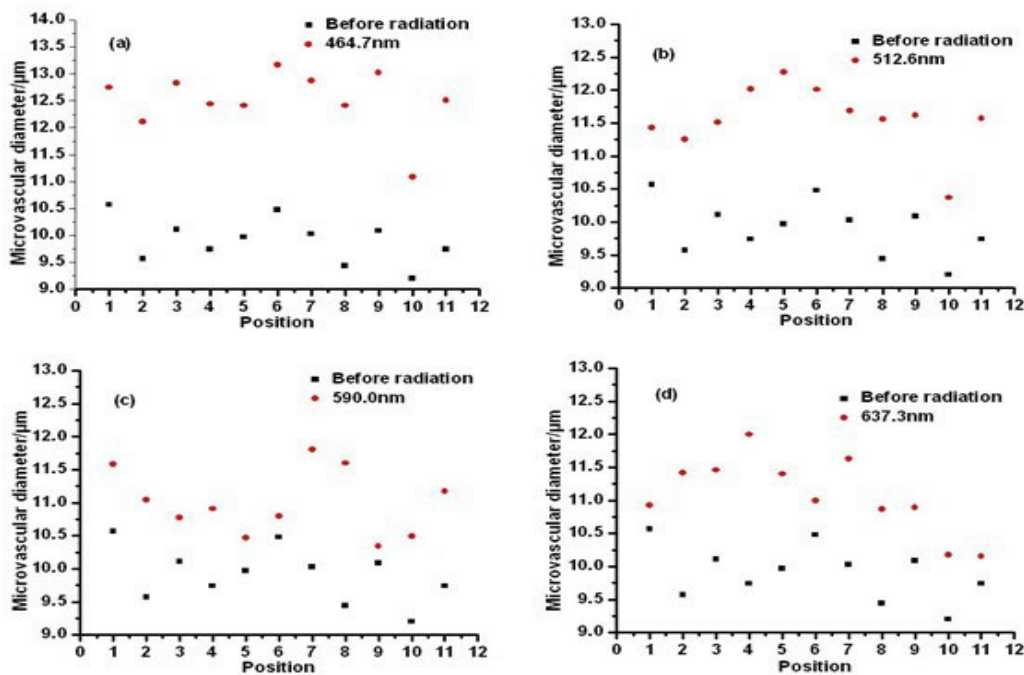 (a)
Before radiation
464.7nm
Microvascular diameter/µm
14.0
13.5
13.0
12.5
12.0
11.5
11.0
10.5
10.0
9.5
9.0
0 1 2 3 4 5 6 7 8 9 10 11 12
Position
(b)
Before radiation
512.6nm
Microvascular diameter/µm
13.0
12.5
12.0
11.5
11.0
10.5
10.0
9.5
9.0
0 1 2 3 4 5 6 7 8 9 10 11 12
Position
(c)
Before radiation
590.0nm
Microvascular diameter/µm
13.0
12.5
12.0
11.5
11.0
10.5
10.0
9.5
9.0
0 1 2 3 4 5 6 7 8 9 10 11 12
Position
(d)
Before radiation
637.3nm
Microvascular diameter/µm
13.0
12.5
12.0
11.5
11.0
10.5
10.0
9.5
9.0
0 1 2 3 4 5 6 7 8 9 10 11 12
Position